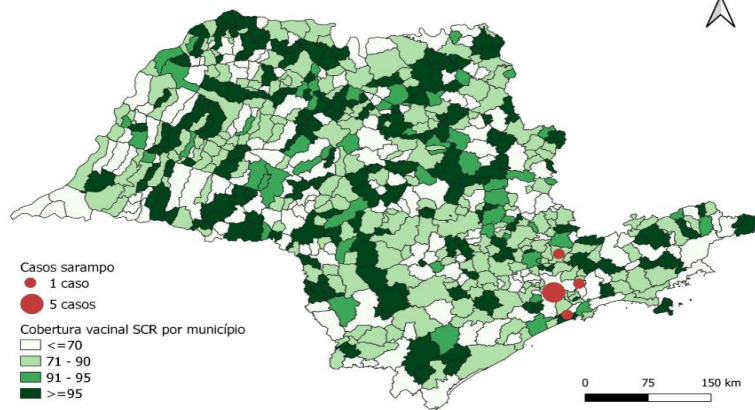 Casos sarampo
1 caso
5 casos
Cobertura vacinal SCR por município
<=70
71 - 90
91 - 95
>=95
0 75 150 km